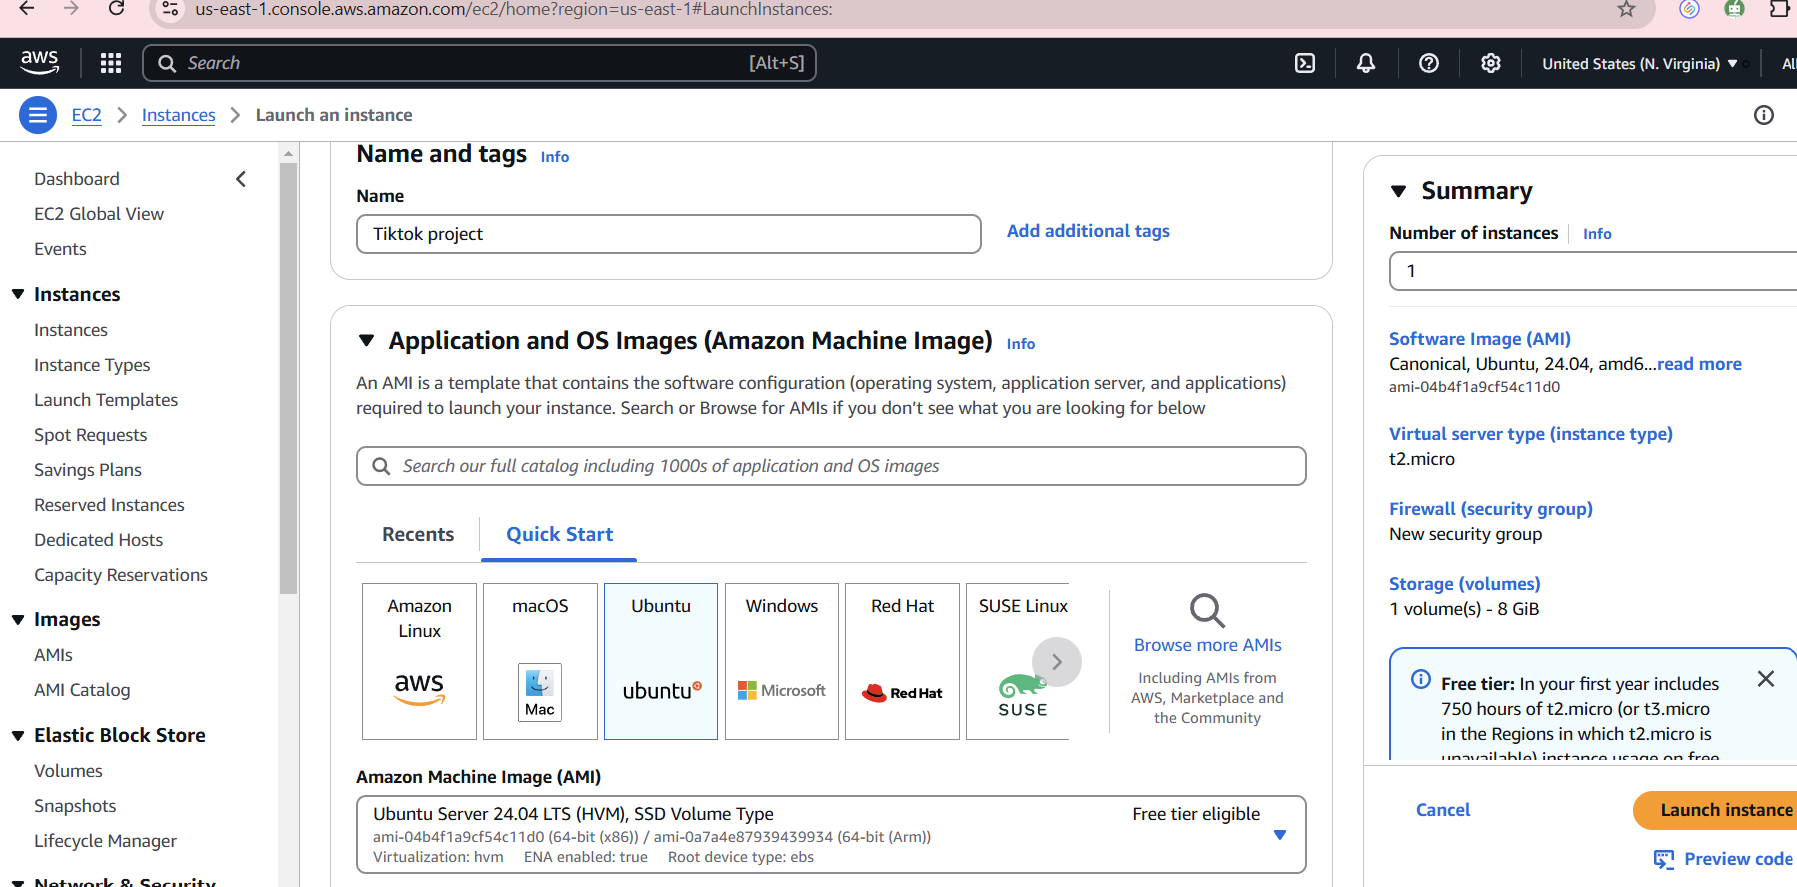 us-east-1.console.aws.amazon.com/ec2/home?region=us-east-1#LaunchInstances:
aws
Search
[Alt+S]
United States (N. Virginia)
EC2
Instances
Launch an instance
Dashboard
EC2 Global View
Events
Instances
Instances
Instance Types
Launch Templates
Spot Requests
Savings Plans
Reserved Instances
Dedicated Hosts
Capacity Reservations
Images
AMIs
AMI Catalog
Elastic Block Store
Volumes
Snapshots
Lifecycle Manager
Network & Security
Name and tags Info
Name
Tiktok project
Add additional tags
Application and OS Images (Amazon Machine Image) Info
An AMI is a template that contains the software configuration (operating system, application server, and applications)
required to launch your instance. Search or Browse for AMIs if you don’t see what you are looking for below
Search our full catalog including 1000s of application and OS images
Recents
Quick Start
Amazon
Linux
aws
macOS
Mac
Ubuntu
ubuntu
Windows
Microsoft
Red Hat
Red Hat
SUSE Linux
SUSE
Browse more AMIs
Including AMIs from
AWS, Marketplace and
the Community
Amazon Machine Image (AMI)
Ubuntu Server 24.04 LTS (HVM), SSD Volume Type
Free tier eligible
ami-04b4f1a9cf54c11d0 (64-bit (x86)) / ami-0a7a4e87939439934 (64-bit (Arm))
Virtualization: hvm ENA enabled: true Root device type: ebs
Summary
Number of instances Info
1
Software Image (AMI)
Canonical, Ubuntu, 24.04, amd6...read more
ami-04b4f1a9cf54c11d0
Virtual server type (instance type)
t2.micro
Firewall (security group)
New security group
Storage (volumes)
1 volume(s) - 8 GiB
Free tier: In your first year includes
750 hours of t2.micro (or t3.micro
in the Regions in which t2.micro is
unavailable) instance usage on free
Cancel
Launch instance
Preview code